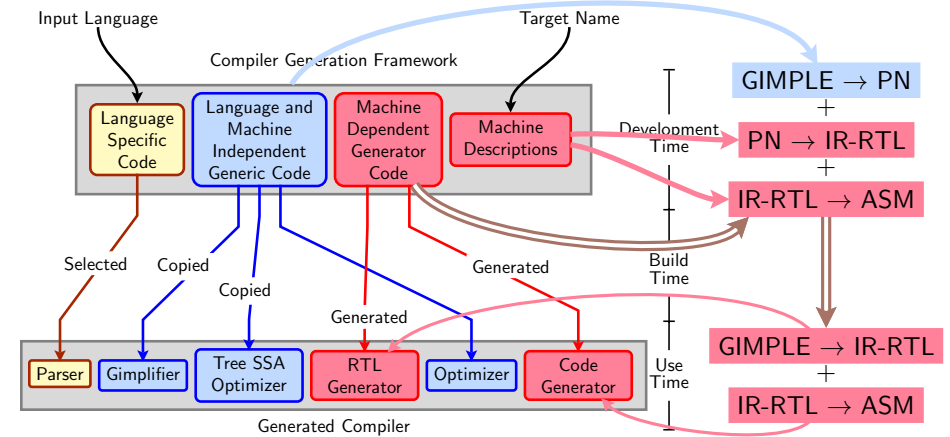 Input Language
Target Name
Compiler Generation Framework
Language
Specific
Code
Language and
Machine
Independent
Generic Code
Machine
Dependent
Generator
Code
Machine
Descriptions
Development
Time
GIMPLE → PN
+
PN → IR-RTL
+
IR-RTL → ASM
Selected
Copied
Copied
Generated
Generated
Build
Time
Parser
Gimplifier
Tree SSA
Optimizer
RTL
Generator
Optimizer
Code
Generator
Use
Time
GIMPLE → IR-RTL
+
IR-RTL → ASM
Generated Compiler